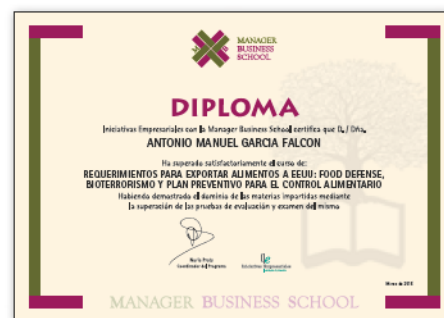 MANAGER
BUSINESS
SCHOOL
DIPLOMA
Iniciativas Empresariales con la Manager Business School certifica que D. / Dña.
ANTONIO MANUEL GARCIA FALCON
Ha superado satisfactoriamente el curso de:
REQUERIMIENTOS PARA EXPORTAR ALIMENTOS A EEUU: FOOD DEFENSE,
BIOTERRORISMO Y PLAN PREVENTIVO PARA EL CONTROL ALIMENTARIO
Habiendo demostrado el dominio de las materias impartidas mediante
la superación de las pruebas de evaluación y examen del mismo
Coordinador del Programa
Iniciativas Empresariales
MANAGER BUSINESS SCHOOL